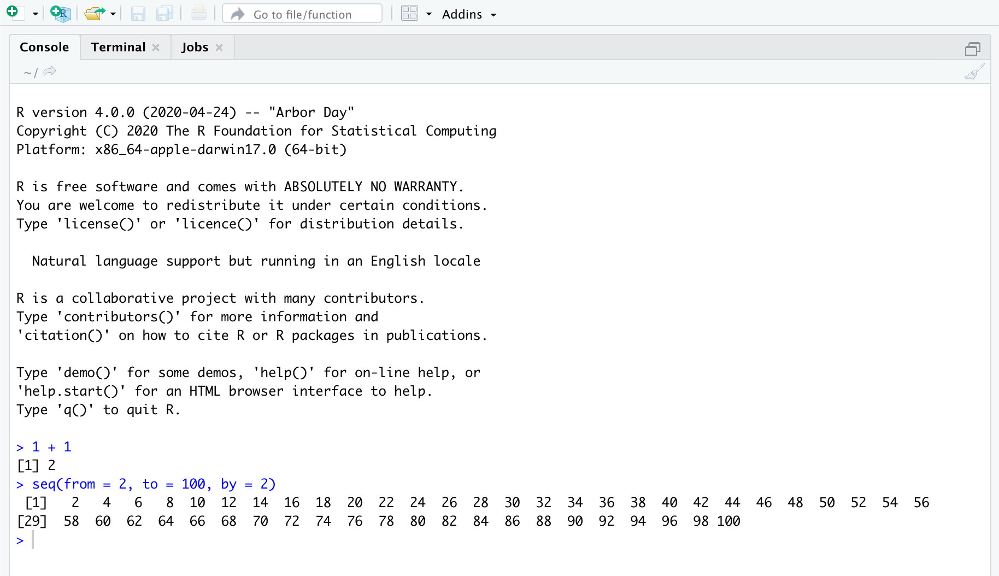 Go to file/function
Addins
Console Terminal Jobs
~/
R version 4.0.0 (2020-04-24) -- "Arbor Day"
Copyright (C) 2020 The R Foundation for Statistical Computing
Platform: x86_64-apple-darwin17.0 (64-bit)
R is free software and comes with ABSOLUTELY NO WARRANTY.
You are welcome to redistribute it under certain conditions.
Type 'license()' or 'licence()' for distribution details.
Natural language support but running in an English locale
R is a collaborative project with many contributors.
Type 'contributors()' for more information and
'citation()' on how to cite R or R packages in publications.
Type 'demo()' for some demos, 'help()' for on-line help, or
'help.start()' for an HTML browser interface to help.
Type 'q()' to quit R.
> 1 + 1
[1] 2
> seq(from = 2, to = 100, by = 2)
[1] 2 4 6 8 10 12 14 16 18 20 22 24 26 28 30 32 34 36 38 40 42 44 46 48 50 52 54 56
[29] 58 60 62 64 66 68 70 72 74 76 78 80 82 84 86 88 90 92 94 96 98 100
>